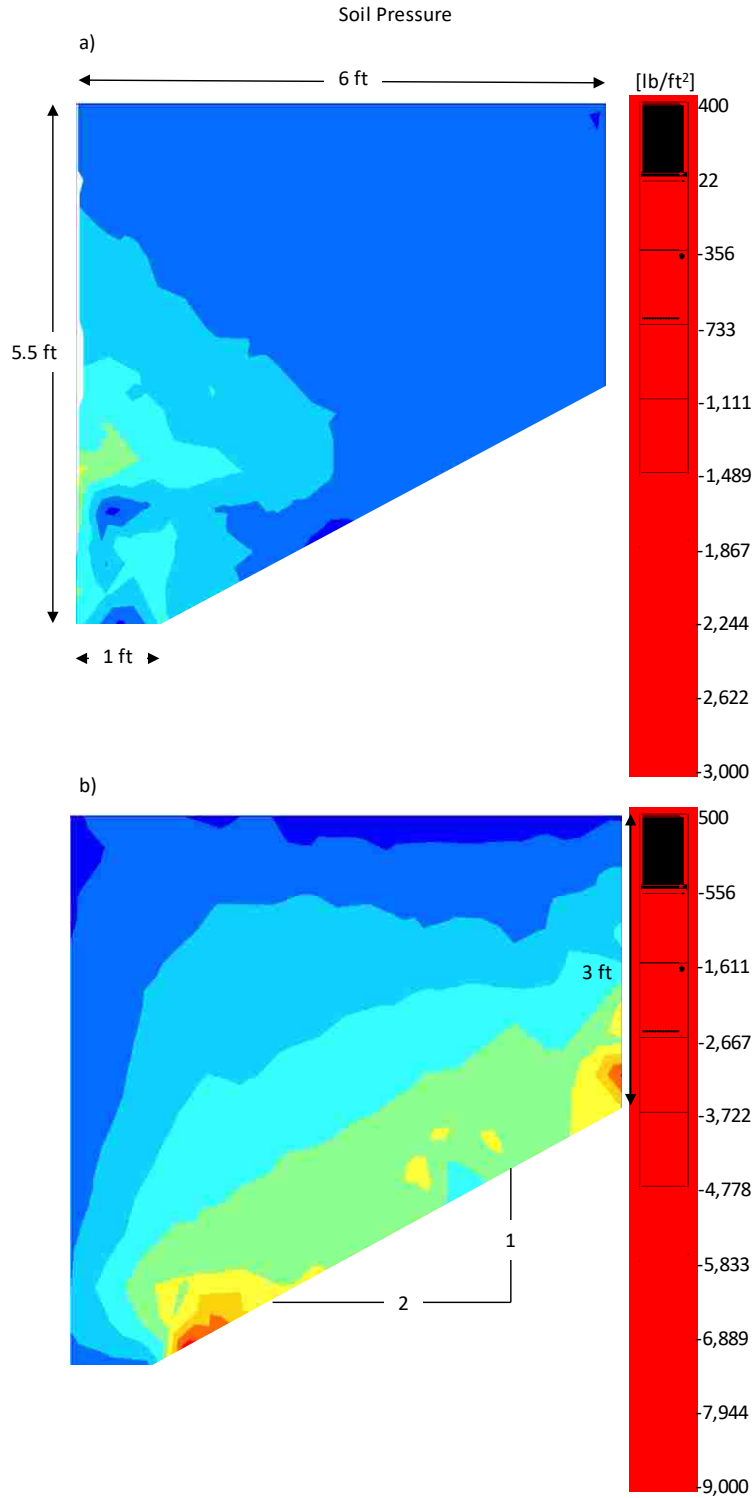 Soil Pressure
a)
6 ft
[lb/ft²]
400
22
-356
-733
-1,111
-1,489
-1,867
-2,244
-2,622
-3,000
5.5 ft
1 ft
b)
500
-556
-1,611
-2,667
-3,722
-4,778
-5,833
-6,889
-7,944
-9,000
3 ft
1
2